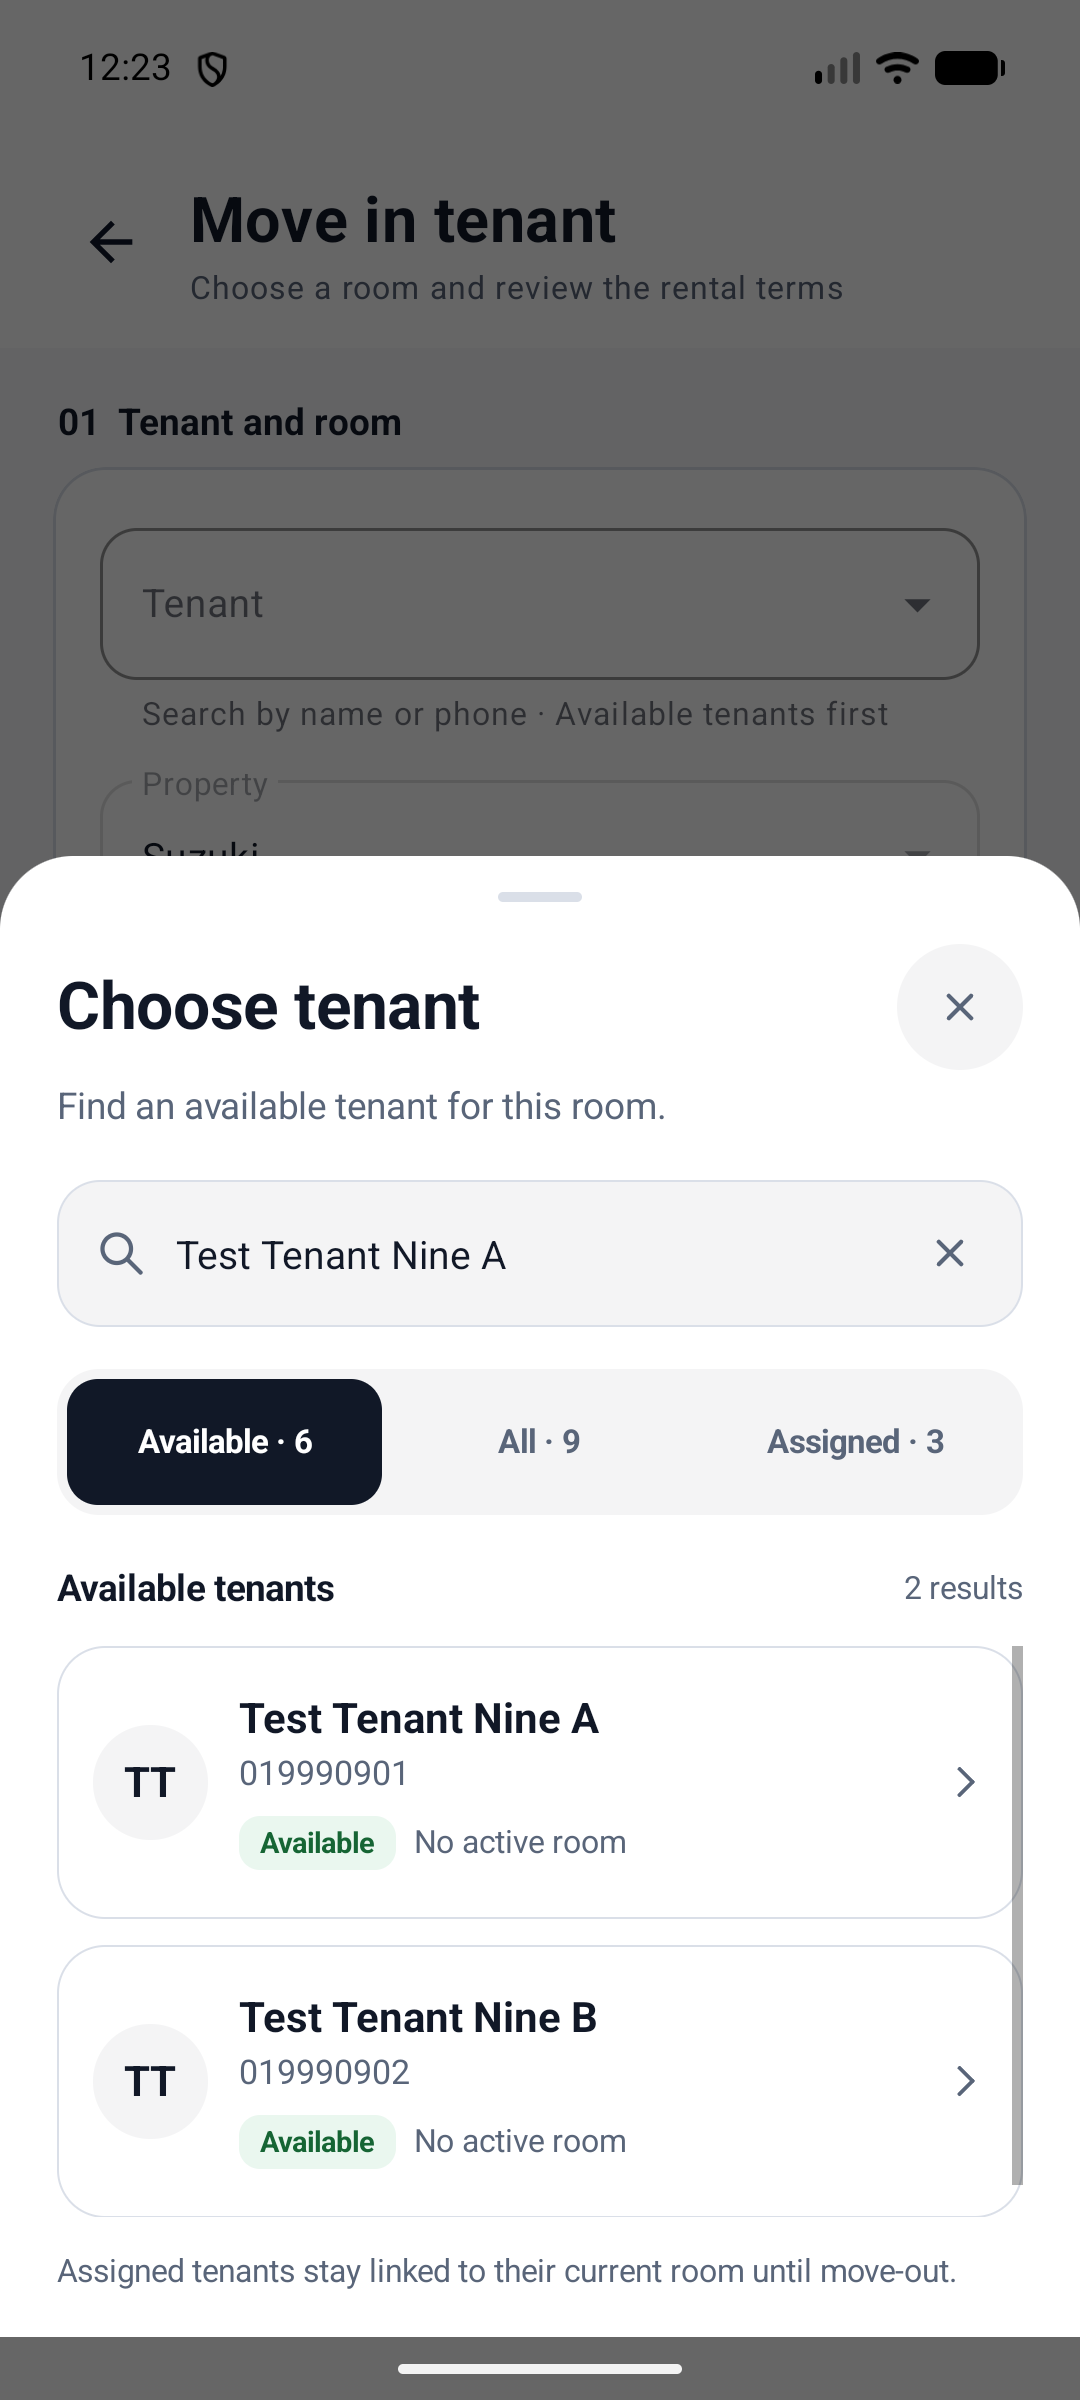 12:23
Move in tenant
Choose a room and review the rental terms
01 Tenant and room
Tenant
Search by name or phone · Available tenants first
Property
Suzuki
Choose tenant
Find an available tenant for this room.
Test Tenant Nine A
Available · 6
All · 9
Assigned · 3
Available tenants
2 results
TT
Test Tenant Nine A
019990901
Available
No active room
TT
Test Tenant Nine B
019990902
Available
No active room
Assigned tenants stay linked to their current room until move-out.